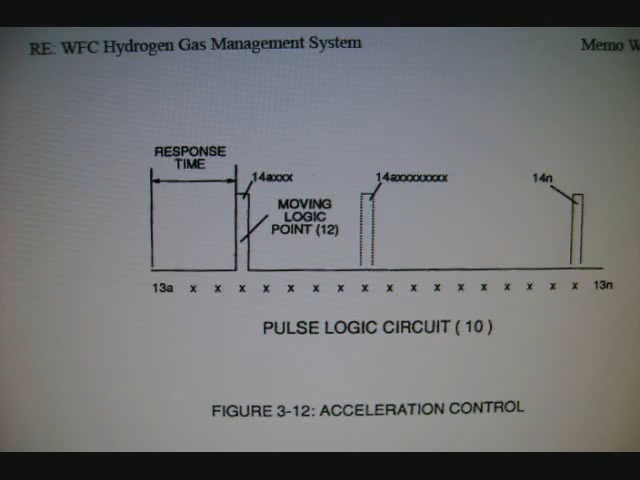 RE: WFC Hydrogen Gas Management System
Memo W
RESPONSE
TIME
14axxx
14axxxxxxxxx
14n
MOVING
LOGIC
POINT (12)
13a x x x x x x x x x x x x x x x x x 13n
PULSE LOGIC CIRCUIT ( 10 )
FIGURE 3-12: ACCELERATION CONTROL